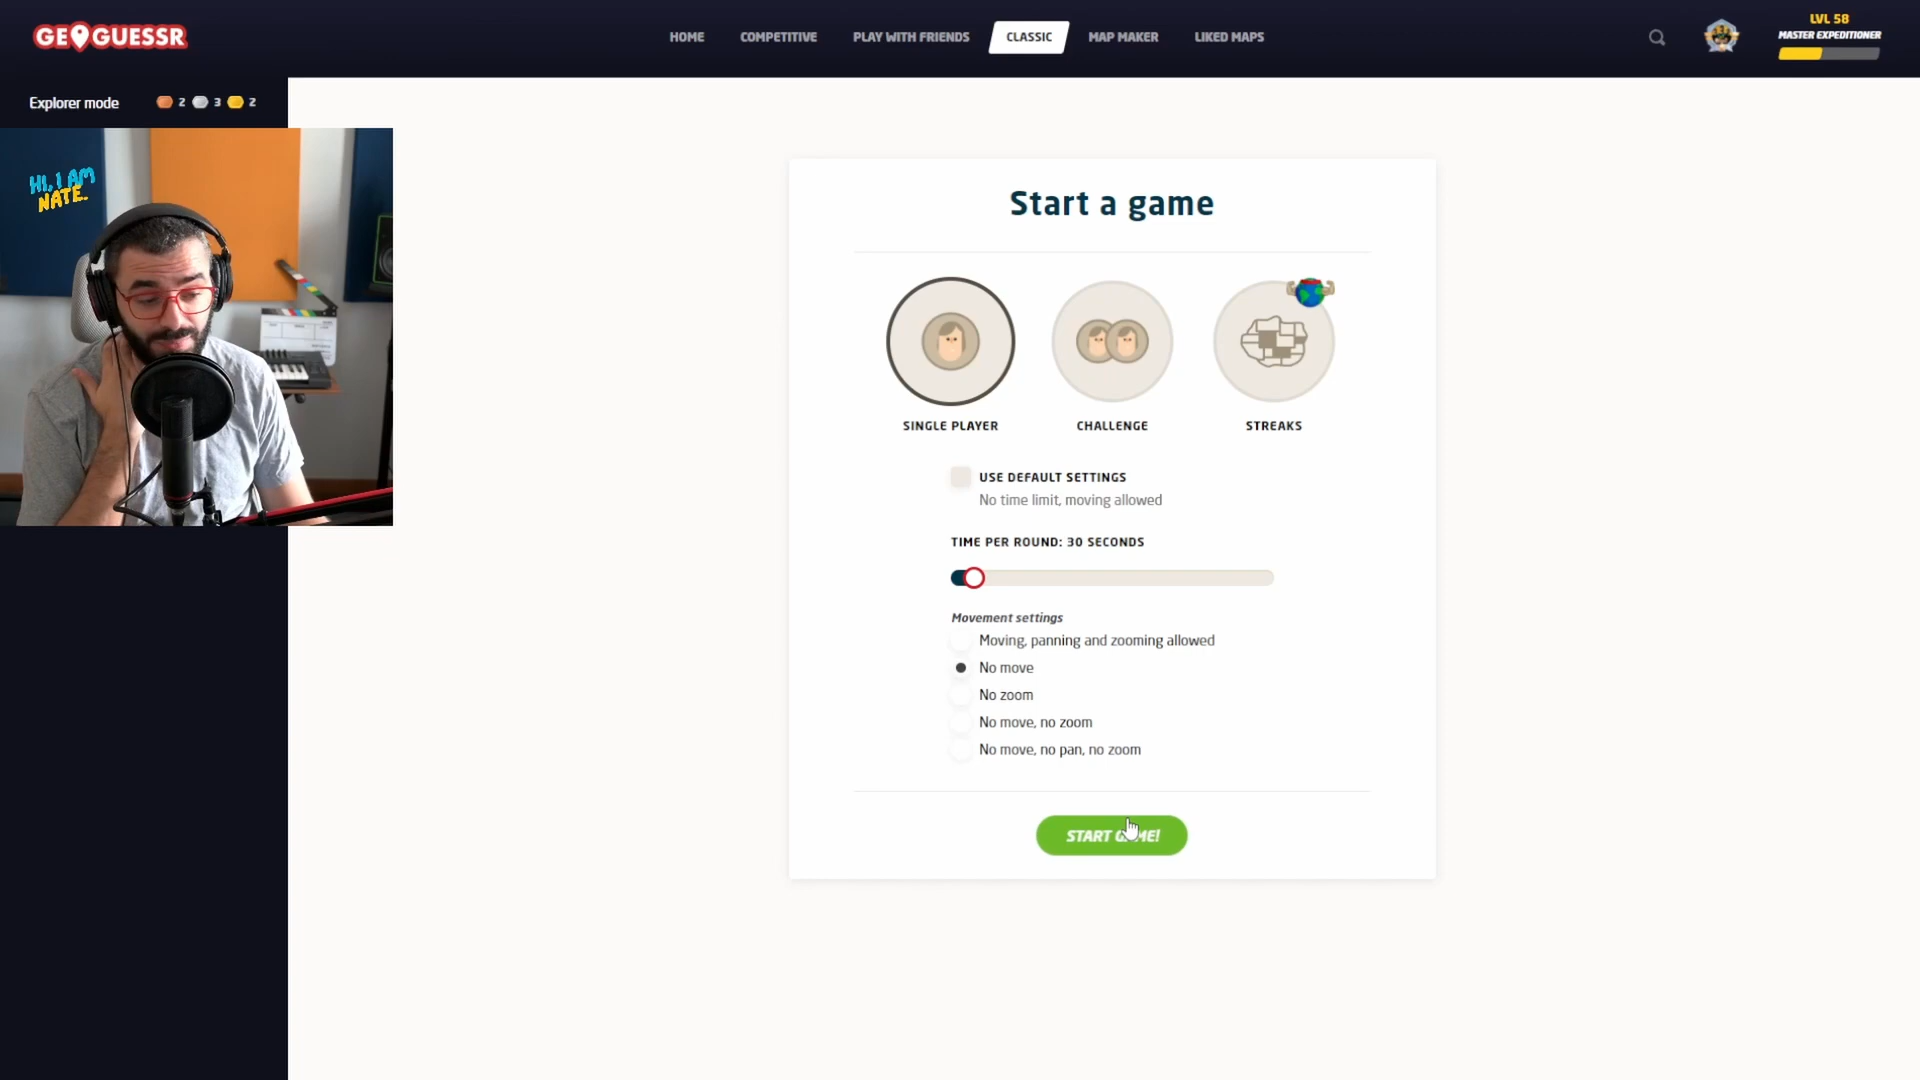 GEOGUESSR
HOME
COMPETITIVE
PLAY WITH FRIENDS
CLASSIC
MAP MAKER
LIKED MAPS
LVL 58
MASTER EXPEDITIONER
Explorer mode 2 3 2
HI, I AM
NATE.
Start a game
SINGLE PLAYER
CHALLENGE
STREAKS
USE DEFAULT SETTINGS
No time limit, moving allowed
TIME PER ROUND: 30 SECONDS
Movement settings
Moving, panning and zooming allowed
No move
No zoom
No move, no zoom
No move, no pan, no zoom
START GAME!